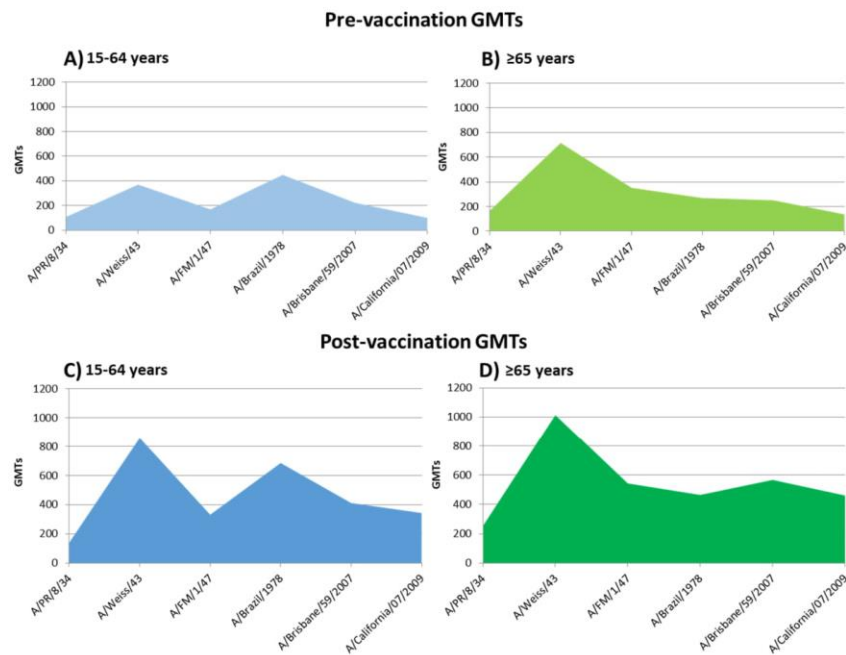 Pre-vaccination GMTs
A) 15-64 years
1200
1000
800
600
400
200
0
GMTs
A/PR/8/34
A/Weiss/43
A/FM/1/47
A/Brazil/1978
A/Brisbane/59/2007
A/California/07/2009
B) ≥65 years
1200
1000
800
600
400
200
0
GMTs
A/PR/8/34
A/Weiss/43
A/FM/1/47
A/Brazil/1978
A/Brisbane/59/2007
A/California/07/2009
Post-vaccination GMTs
C) 15-64 years
1200
1000
800
600
400
200
0
GMTs
A/PR/8/34
A/Weiss/43
A/FM/1/47
A/Brazil/1978
A/Brisbane/59/2007
A/California/07/2009
D) ≥65 years
1200
1000
800
600
400
200
0
GMTs
A/PR/8/34
A/Weiss/43
A/FM/1/47
A/Brazil/1978
A/Brisbane/59/2007
A/California/07/2009